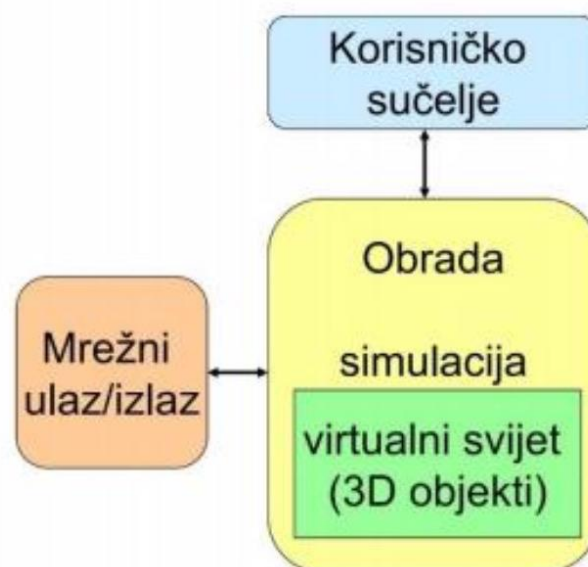 Korisničko
sučelje
Obrada
simulacija
Mrežni
ulaz/izlaz
virtualni svijet
(3D objekti)